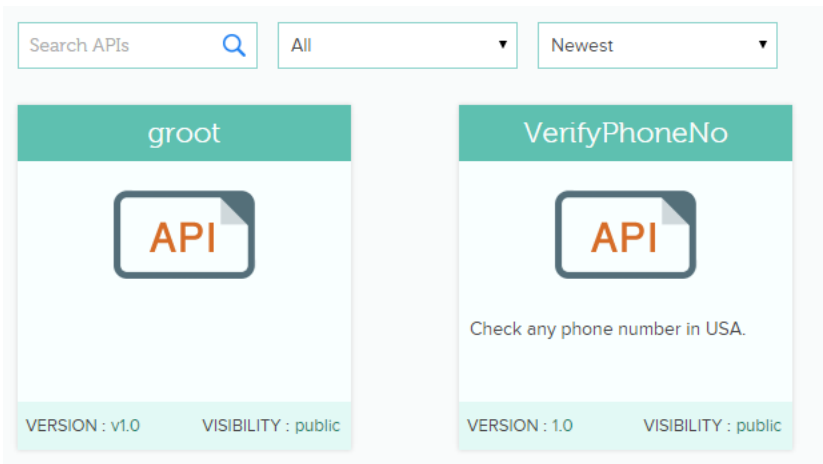 Search APIs
All
Newest
groot
API
VERSION : v1.0
VISIBILITY : public
VerifyPhoneNo
API
Check any phone number in USA.
VERSION : 1.0
VISIBILITY : public